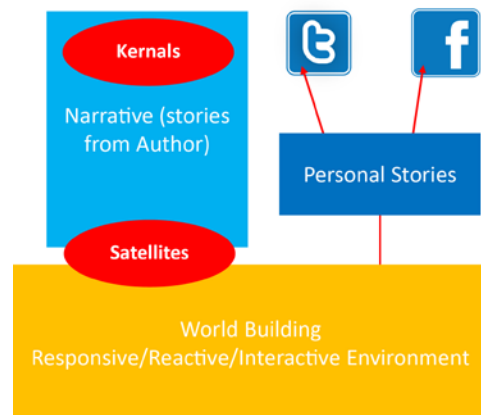 Kernals
Narrative (stories
from Author)
Satellites
t
f
Personal Stories
World Building
Responsive/Reactive/Interactive Environment